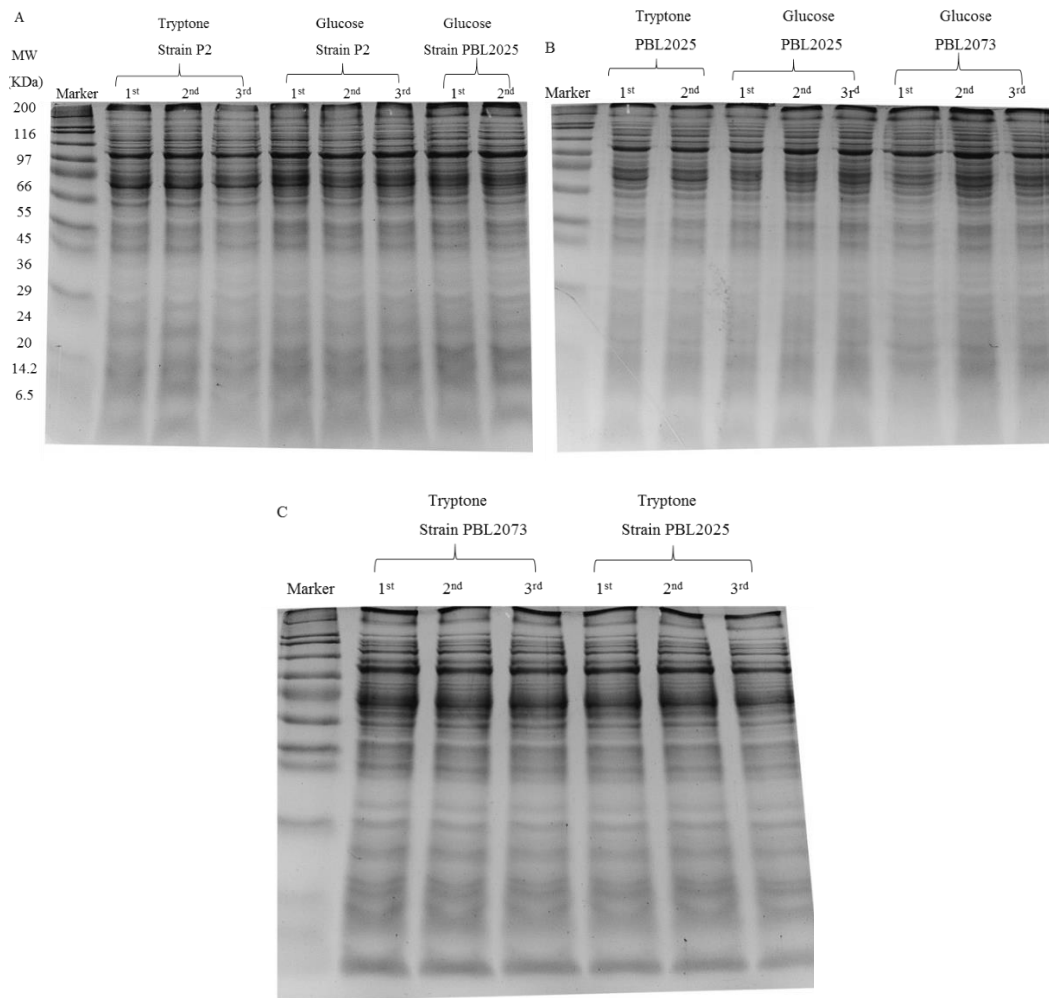 A
Tryptone
Strain P2
Glucose
Strain P2
Glucose
Strain PBL2025
MW
(KDa)
Marker
1st
2nd
3rd
1st
2nd
3rd
1st
2nd
200
116
97
66
55
45
36
29
24
20
14.2
6.5
B
Tryptone
PBL2025
Glucose
PBL2025
Glucose
PBL2073
Marker
1st
2nd
1st
2nd
3rd
1st
2nd
3rd
C
Tryptone
Strain PBL2073
Tryptone
Strain PBL2025
Marker
1st
2nd
3rd
1st
2nd
3rd